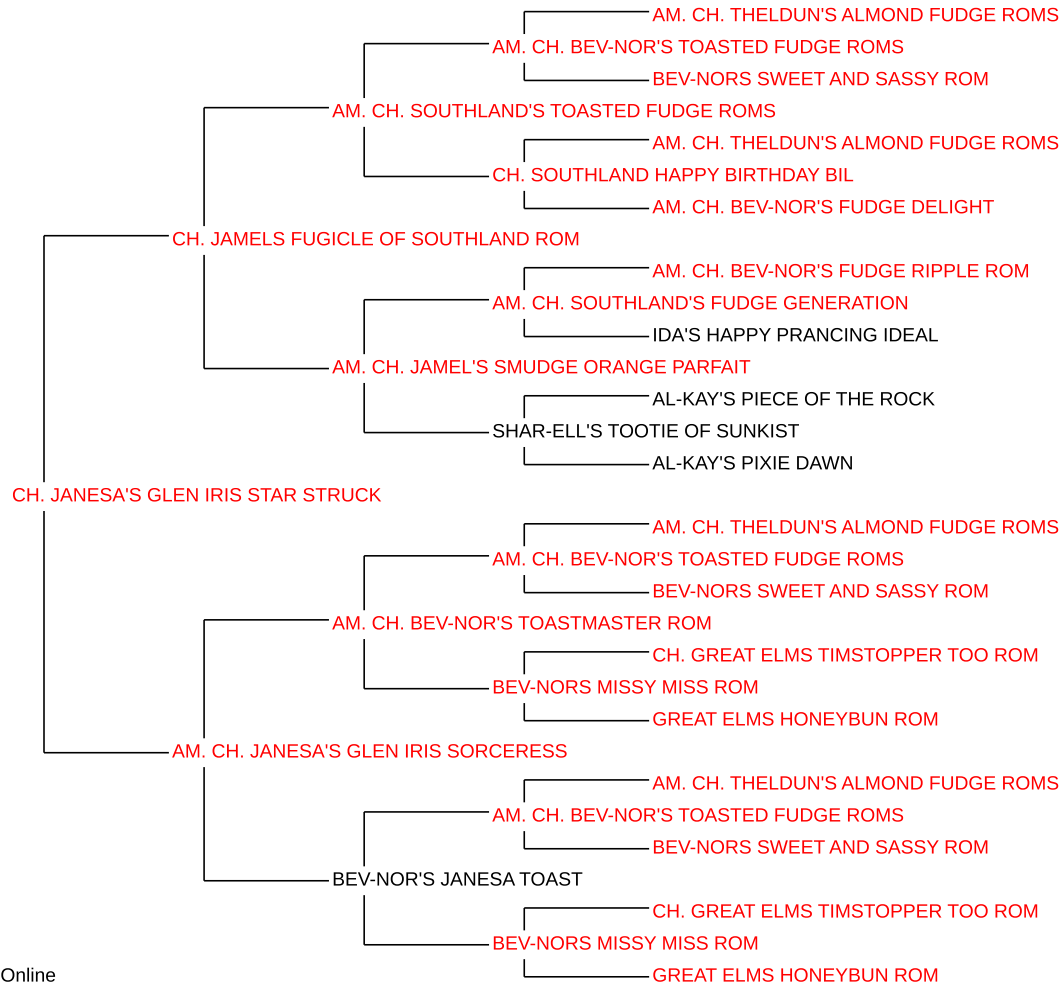 AM. CH. THELDUN'S ALMOND FUDGE ROMS
AM. CH. BEV-NOR'S TOASTED FUDGE ROMS
BEV-NORS SWEET AND SASSY ROM
AM. CH. SOUTHLAND'S TOASTED FUDGE ROMS
AM. CH. THELDUN'S ALMOND FUDGE ROMS
CH. SOUTHLAND HAPPY BIRTHDAY BIL
AM. CH. BEV-NOR'S FUDGE DELIGHT
CH. JAMELS FUGICLE OF SOUTHLAND ROM
AM. CH. BEV-NOR'S FUDGE RIPPLE ROM
AM. CH. SOUTHLAND'S FUDGE GENERATION
IDA'S HAPPY PRANCING IDEAL
AM. CH. JAMEL'S SMUDGE ORANGE PARFAIT
AL-KAY'S PIECE OF THE ROCK
SHAR-ELL'S TOOTIE OF SUNKIST
AL-KAY'S PIXIE DAWN
CH. JANESA'S GLEN IRIS STAR STRUCK
AM. CH. THELDUN'S ALMOND FUDGE ROMS
AM. CH. BEV-NOR'S TOASTED FUDGE ROMS
BEV-NORS SWEET AND SASSY ROM
AM. CH. BEV-NOR'S TOASTMASTER ROM
CH. GREAT ELMS TIMSTOPPER TOO ROM
BEV-NORS MISSY MISS ROM
GREAT ELMS HONEYBUN ROM
AM. CH. JANESA'S GLEN IRIS SORCERESS
AM. CH. THELDUN'S ALMOND FUDGE ROMS
AM. CH. BEV-NOR'S TOASTED FUDGE ROMS
BEV-NORS SWEET AND SASSY ROM
BEV-NOR'S JANESA TOAST
CH. GREAT ELMS TIMSTOPPER TOO ROM
BEV-NORS MISSY MISS ROM
GREAT ELMS HONEYBUN ROM
Online